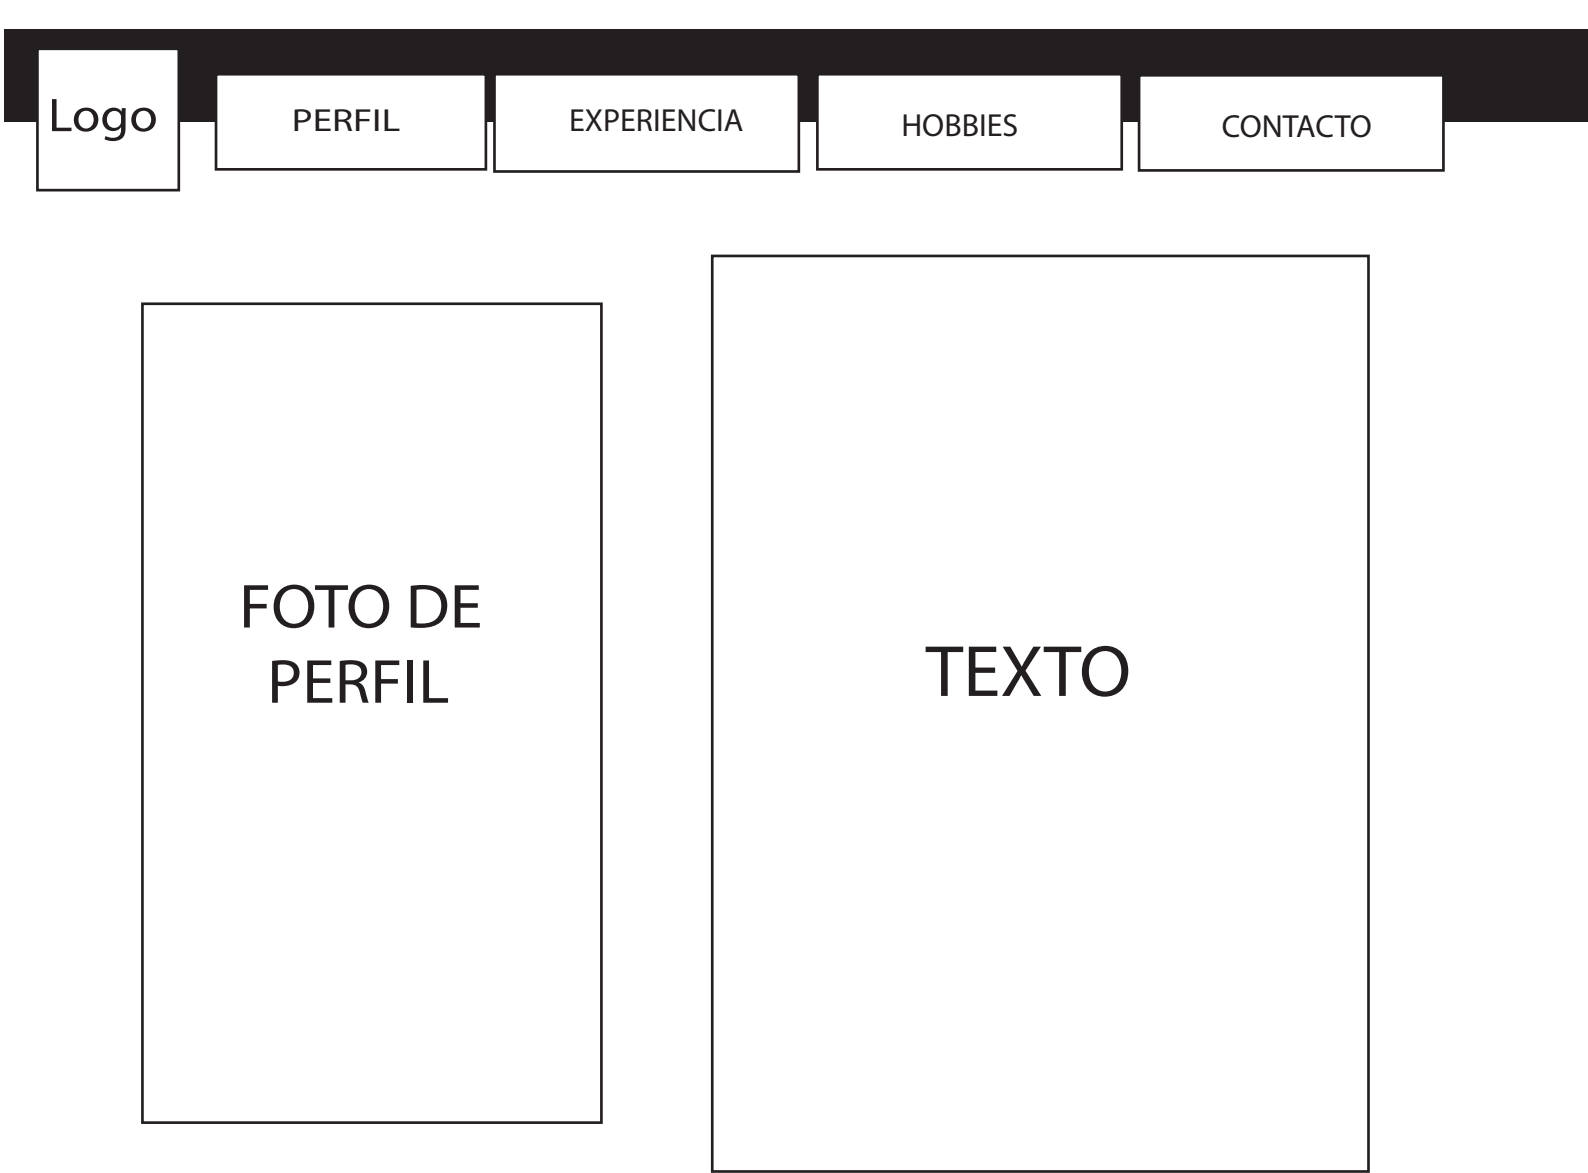 Logo
PERFIL
EXPERIENCIA
HOBBIES
CONTACTO
FOTO DE
PERFIL
TEXTO